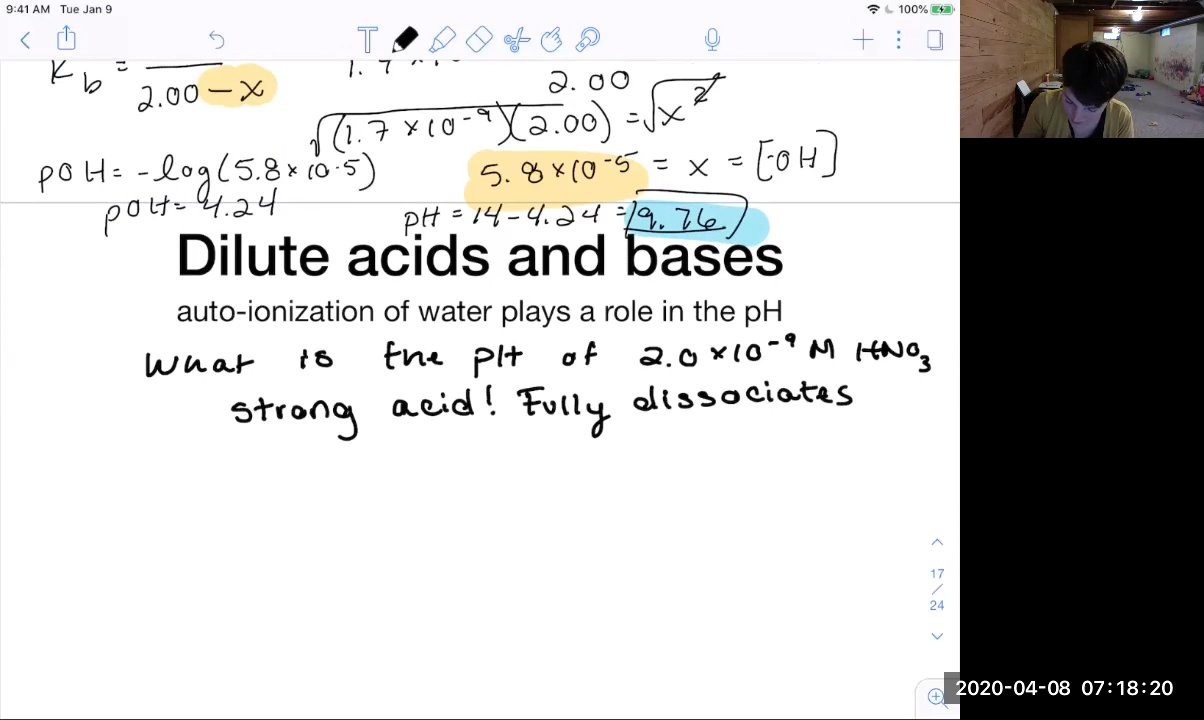 9:41 AM Tue Jan 9
100%
K_b = 
2.00 - x
2.00
√(1.7 × 10^-9)(2.00) = √x^2
pOH = -log(5.8 × 10^-5)
5.8 × 10^-5 = x = [-OH]
pOH = 4.24
pH = 14 - 4.24 = 9.76
Dilute acids and bases
auto-ionization of water plays a role in the pH
What is the pH of 2.0 × 10^-9 M HNO3
strong acid! Fully dissociates
17
/
24
2020-04-08 07:18:20